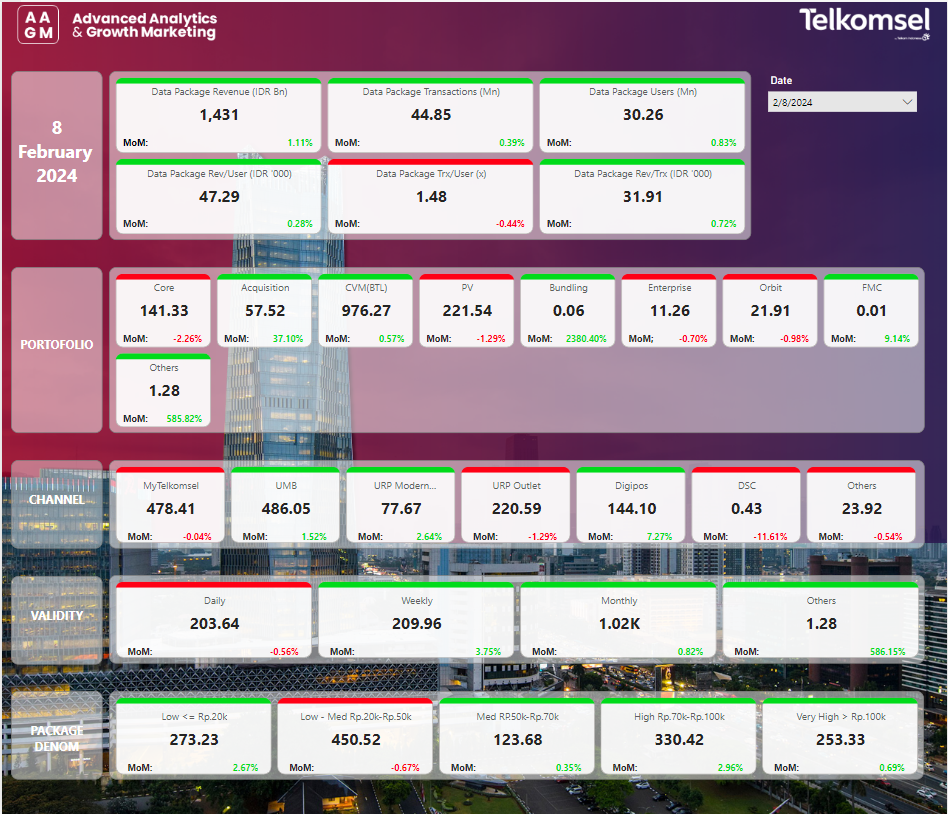 AA
GM
Advanced Analytics
& Growth Marketing
Telkomsel
Date
2/8/2024
8
February
2024
Data Package Revenue (IDR Bn)
1,431
MoM: 1.11%
Data Package Transactions (Mn)
44.85
MoM: 0.39%
Data Package Users (Mn)
30.26
MoM: 0.83%
Data Package Rev/User (IDR '000)
47.29
MoM: 0.28%
Data Package Trx/User (x)
1.48
MoM: -0.44%
Data Package Rev/Trx (IDR '000)
31.91
MoM: 0.72%
PORTOFOLIO
Core
141.33
MoM: -2.26%
Acquisition
57.52
MoM: 37.10%
CVM(BTL)
976.27
MoM: 0.57%
PV
221.54
MoM: -1.29%
Bundling
0.06
MoM: 2380.40%
Enterprise
11.26
MoM; -0.70%
Orbit
21.91
MoM: -0.98%
FMC
0.01
MoM: 9.14%
Others
1.28
MoM: 585.82%
CHANNEL
MyTelkomsel
478.41
MoM: -0.04%
UMB
486.05
MoM: 1.52%
URP Modern...
77.67
MoM: 2.64%
URP Outlet
220.59
MoM: -1.29%
Digipos
144.10
MoM: 7.27%
DSC
0.43
MoM: -11.61%
Others
23.92
MoM: -0.54%
VALIDITY
Daily
203.64
MoM: -0.56%
Weekly
209.96
MoM: 3.75%
Monthly
1.02K
MoM: 0.82%
Others
1.28
MoM: 586.15%
PACKAGE
DENOM
Low <= Rp.20k
273.23
MoM: 2.67%
Low - Med Rp.20k-Rp.50k
450.52
MoM: -0.67%
Med RP50k-Rp.70k
123.68
MoM: 0.35%
High Rp.70k-Rp.100k
330.42
MoM: 2.96%
Very High > Rp.100k
253.33
MoM: 0.69%